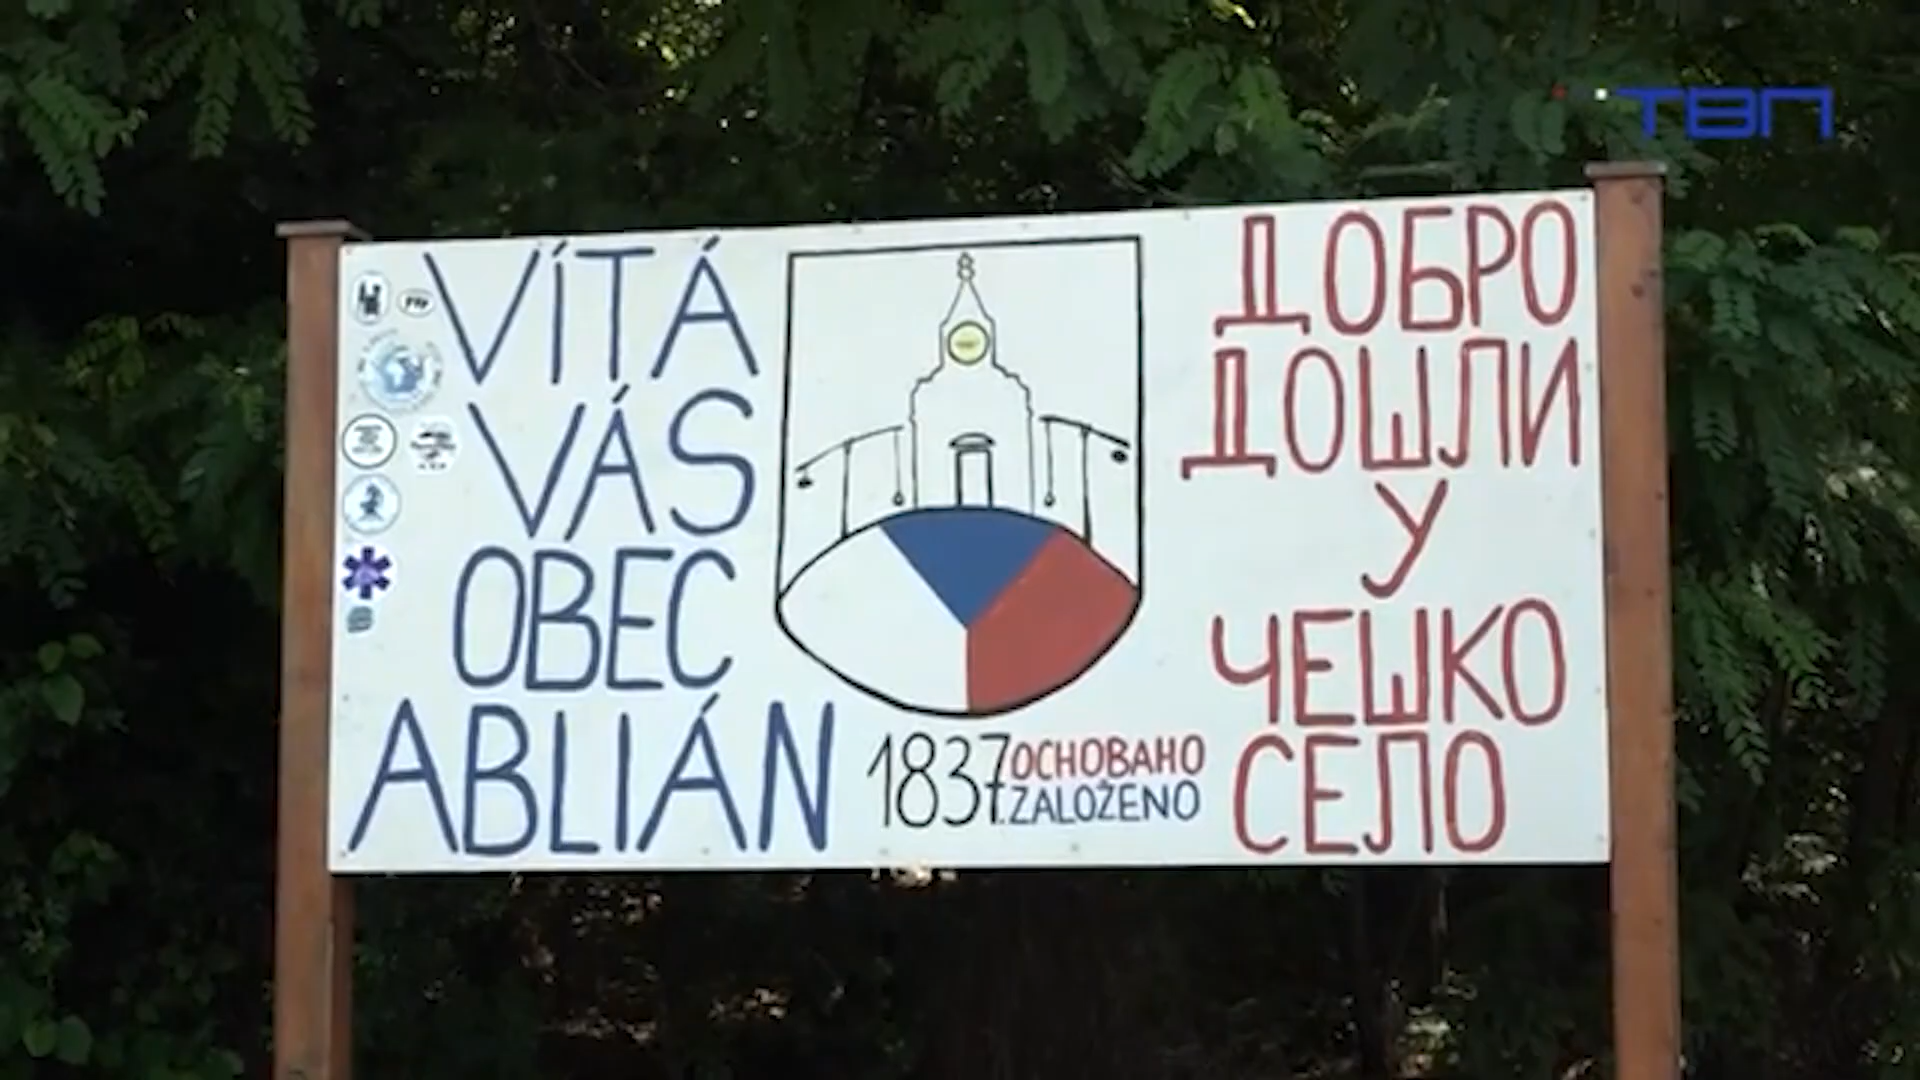 ТВП
VÍTÁ
VÁS
OBEC
ABLIÁN
1837.
ОСНОВАНО
ZALOŽENO
ДОБРО
ДОШЛИ
У
ЧЕШКО
СЕЛО